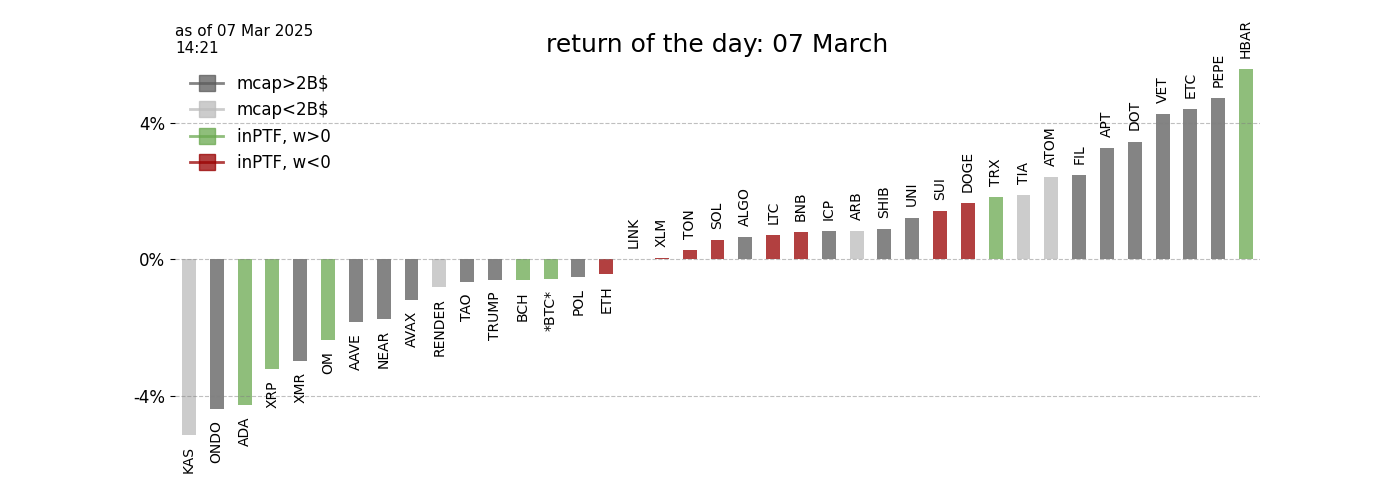 as of 07 Mar 2025
14:21
return of the day: 07 March
mcap>2B$
mcap<2B$
inPTF, w>0
inPTF, w<0
4%
0%
-4%
KAS
ONDO
ADA
XRP
XMR
OM
AAVE
NEAR
AVAX
RENDER
TAO
TRUMP
BCH
*BTC*
POL
ETH
LINK
XLM
TON
SOL
ALGO
LTC
BNB
ICP
ARB
SHIB
UNI
SUI
DOGE
TRX
TIA
ATOM
FIL
APT
DOT
VET
ETC
PEPE
HBAR